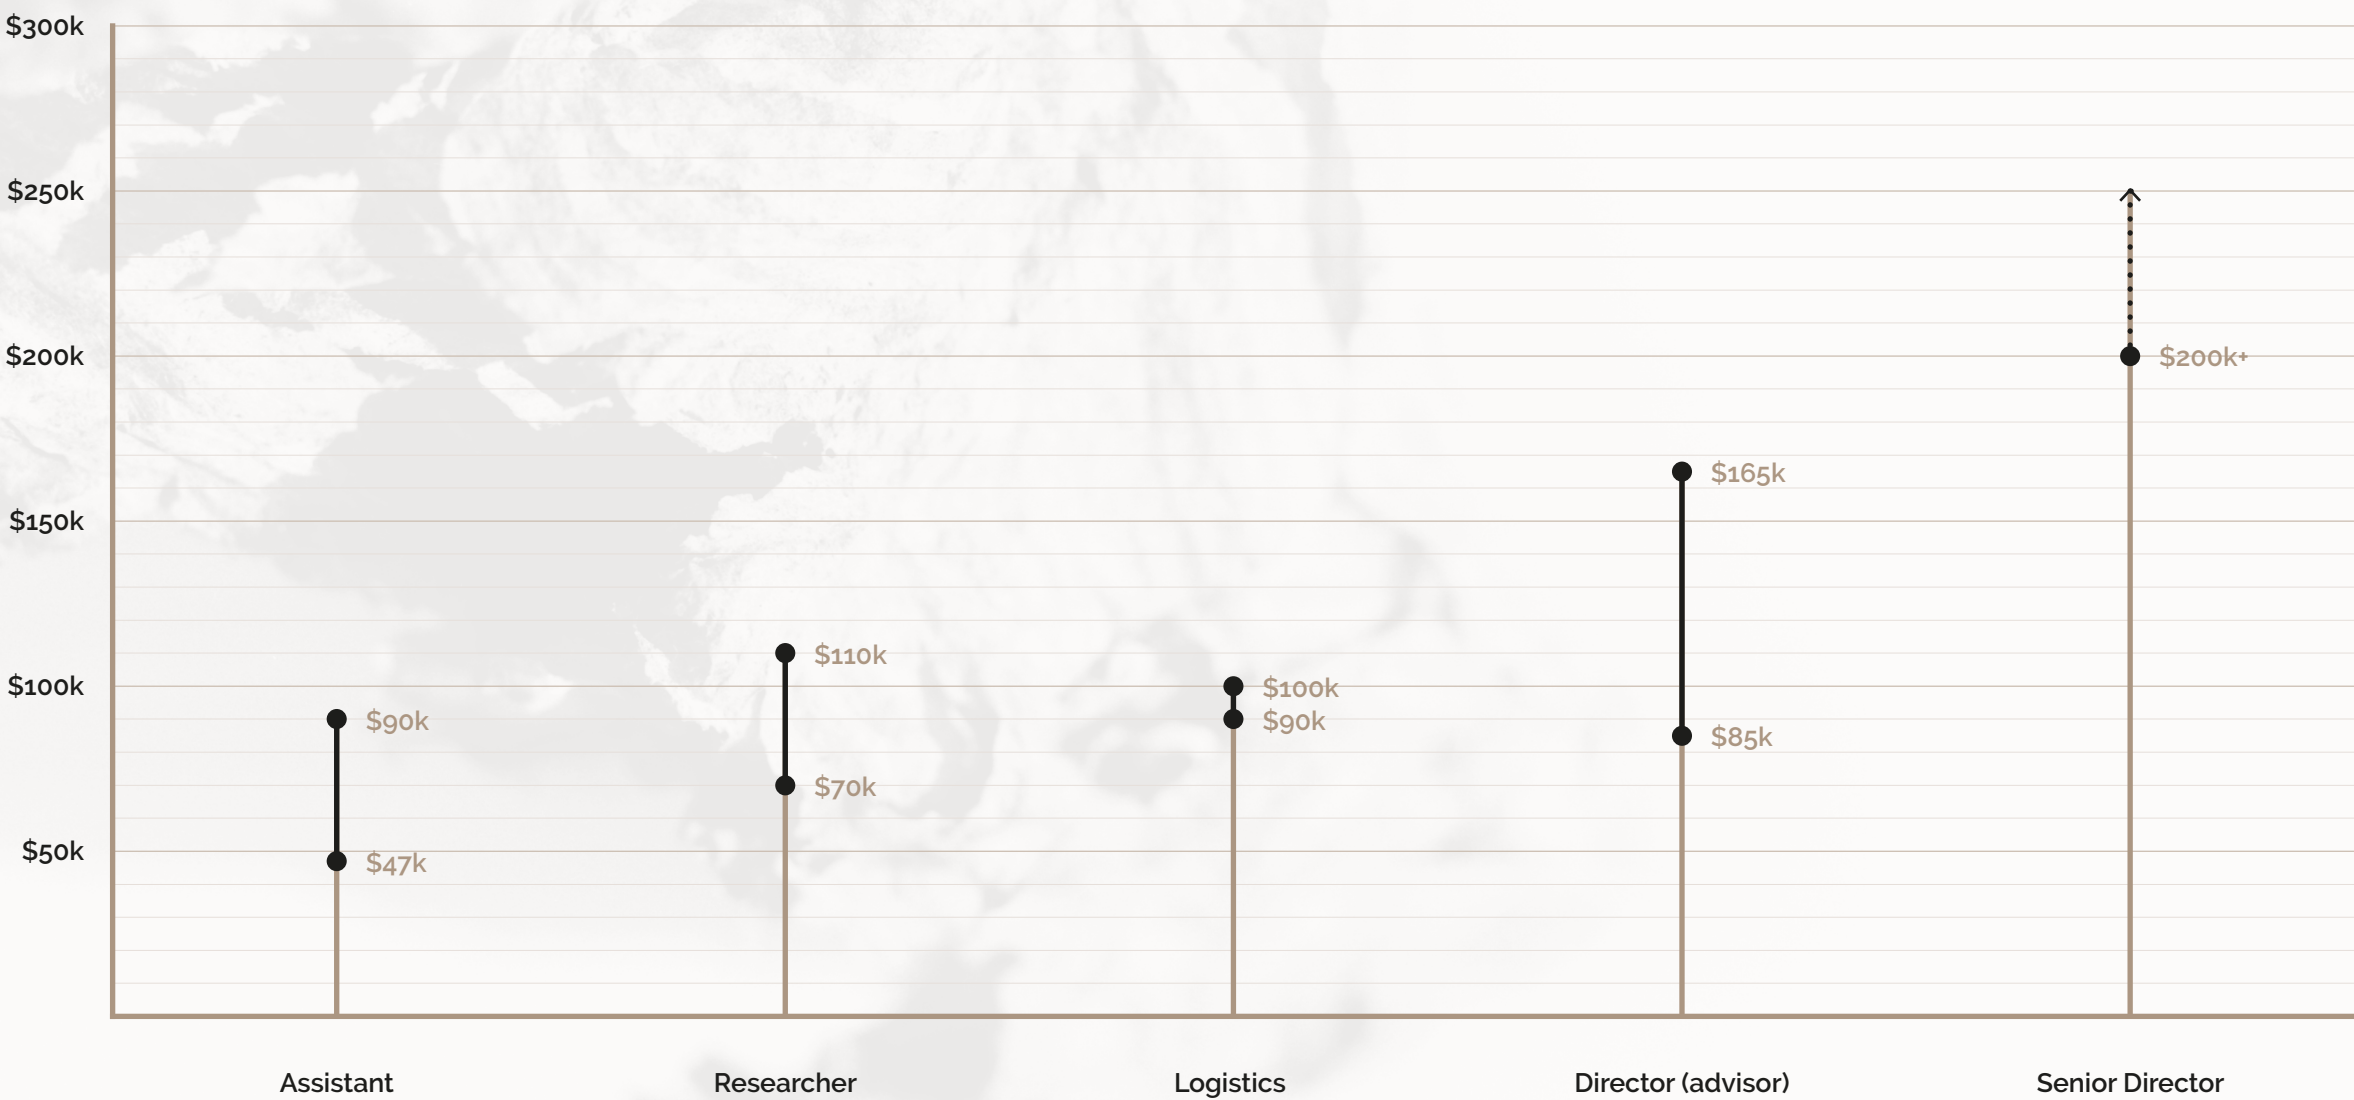 $300k
$250k
$200k
$150k
$100k
$50k
$90k
$47k
$110k
$70k
$100k
$90k
$165k
$85k
$200k+
Assistant
Researcher
Logistics
Director (advisor)
Senior Director